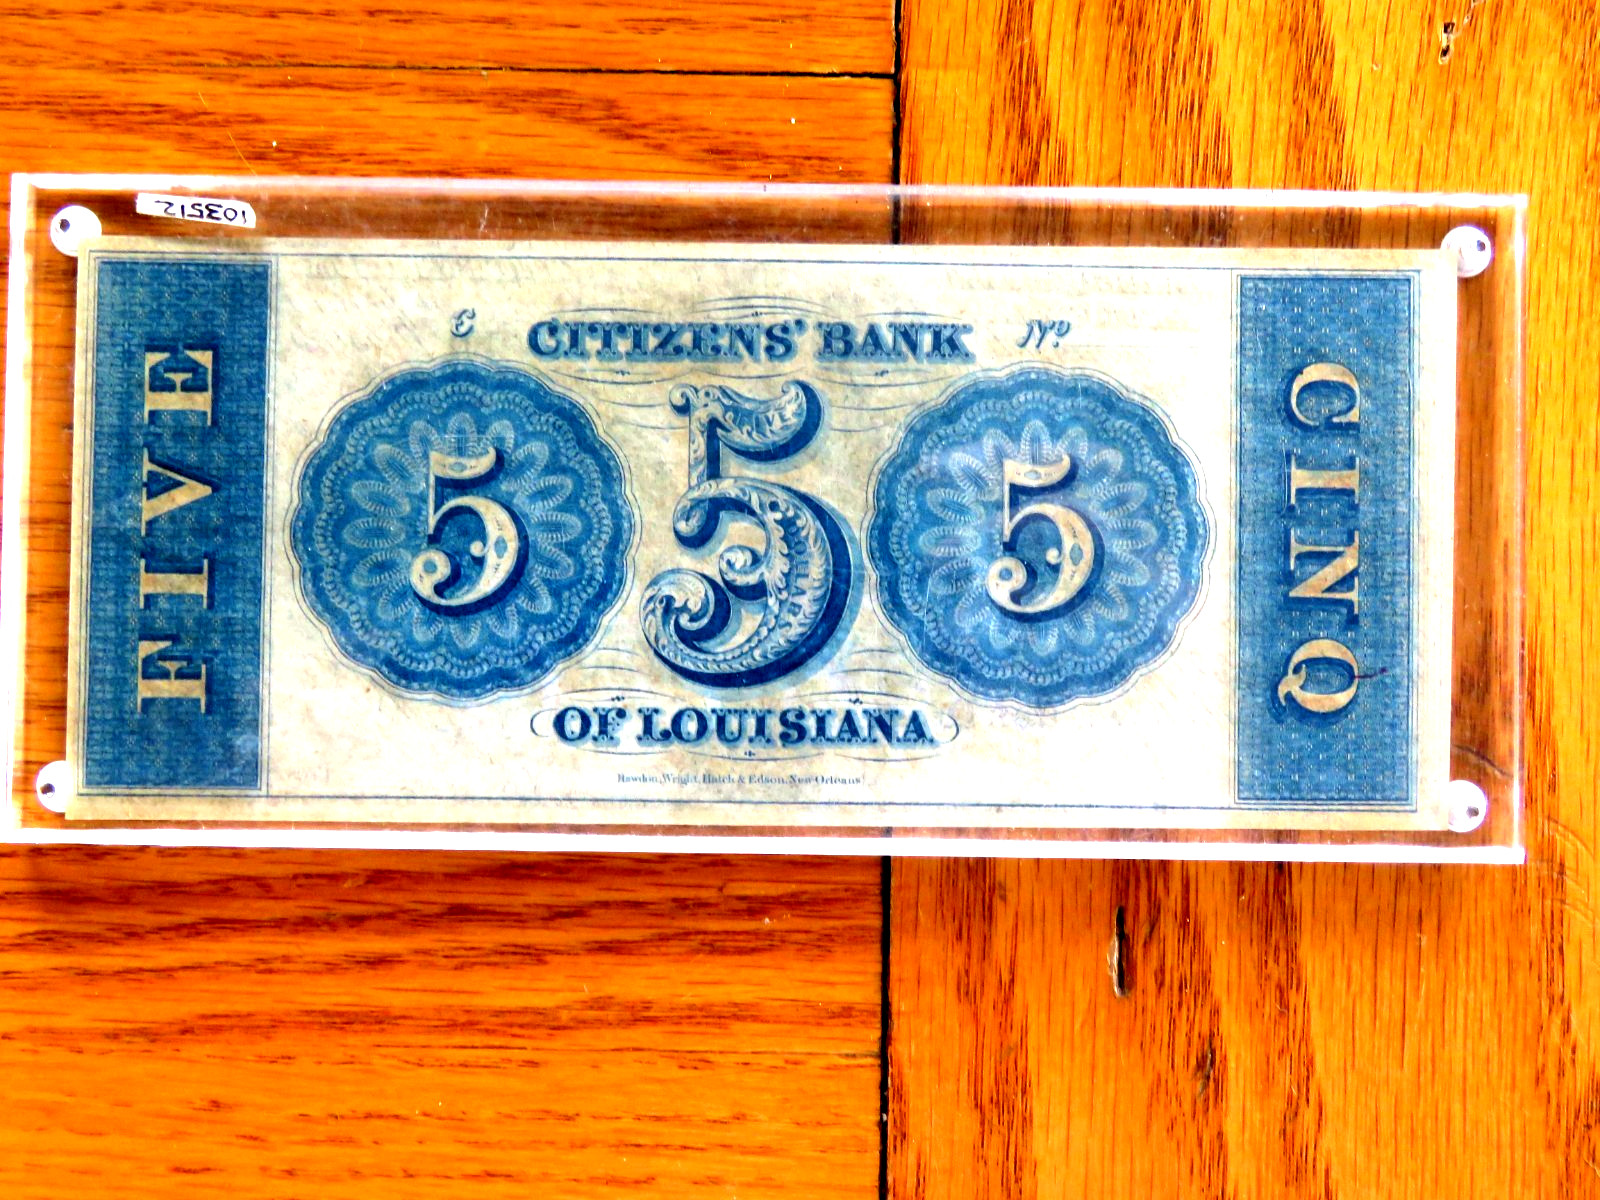 103512
C CITIZENS' BANK No
FIVE
5 5 5
CINQ
OF LOUISIANA
Rawdon, Wright, Hatch & Edson, New-Orleans.